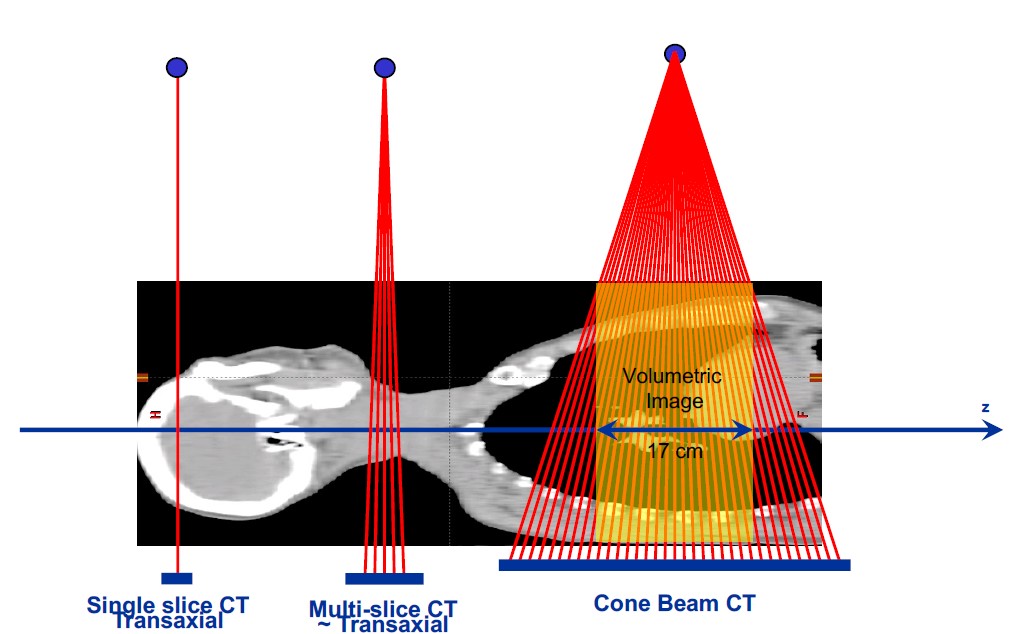 Volumetric
Image
z
H
F
17 cm
Single slice CT
Transaxial
Multi-slice CT
~ Transaxial
Cone Beam CT